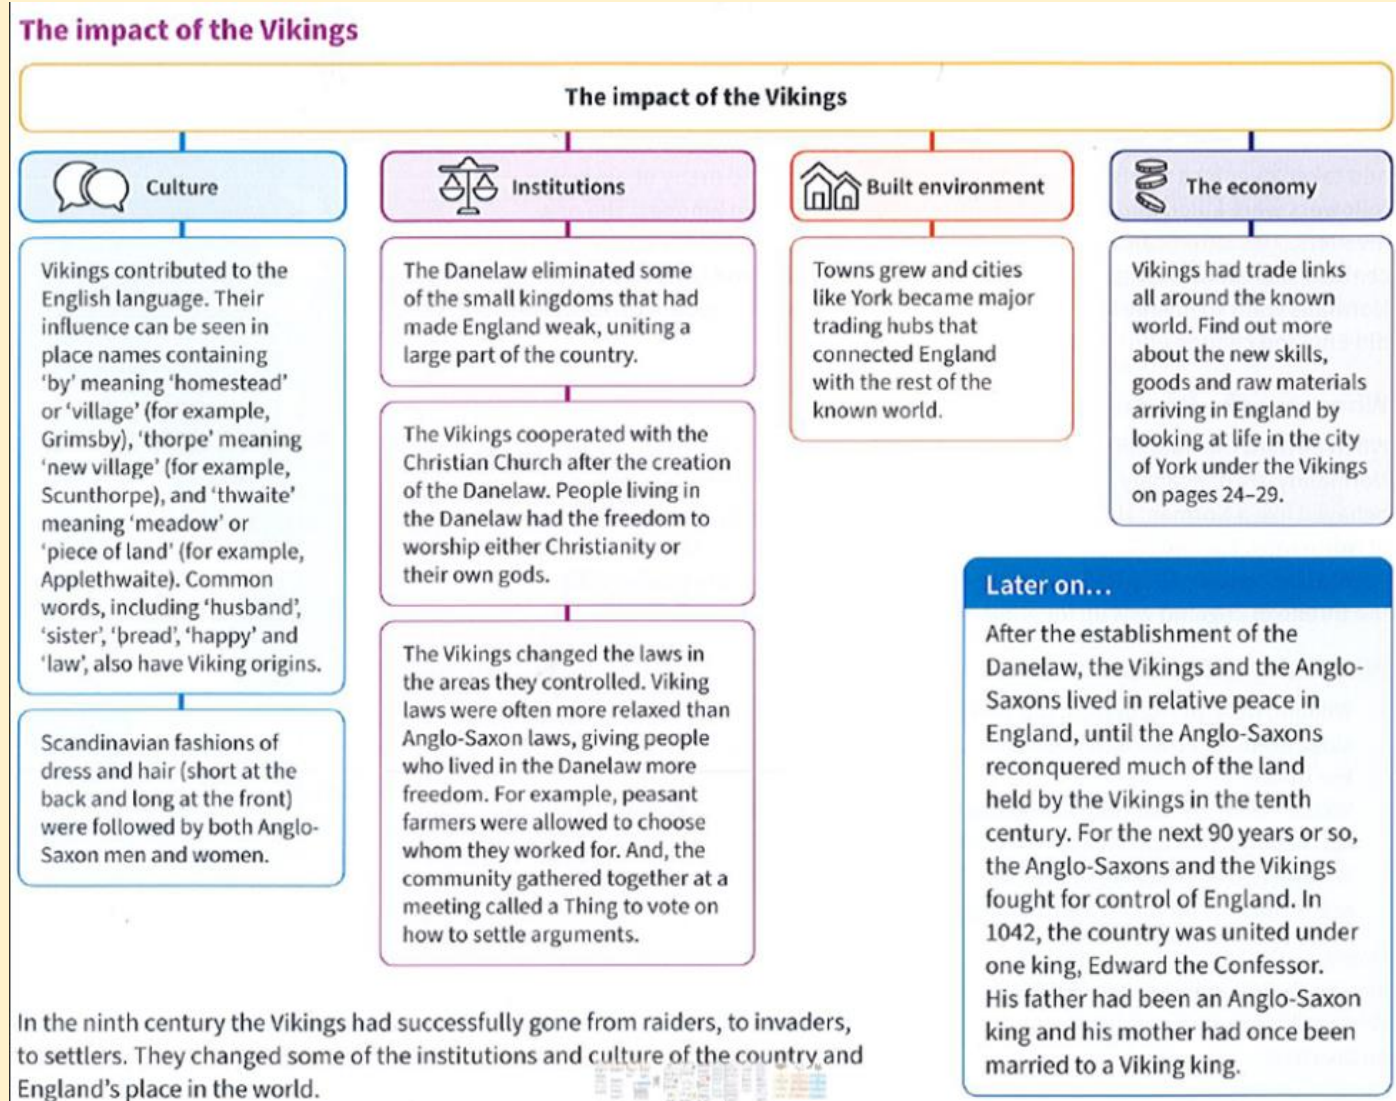 The impact of the Vikings
The impact of the Vikings
Culture
Vikings contributed to the
English language. Their
influence can be seen in
place names containing
‘by’ meaning ‘homestead’
or ‘village’ (for example,
Grimsby), ‘thorpe’ meaning
‘new village’ (for example,
Scunthorpe), and ‘thwaite’
meaning ‘meadow’ or
‘piece of land’ (for example,
Applethwaite). Common
words, including ‘husband’,
‘sister’, ‘bread’, ‘happy’ and
‘law’, also have Viking origins.
Scandinavian fashions of
dress and hair (short at the
back and long at the front)
were followed by both Anglo-
Saxon men and women.
Institutions
The Danelaw eliminated some
of the small kingdoms that had
made England weak, uniting a
large part of the country.
The Vikings cooperated with the
Christian Church after the creation
of the Danelaw. People living in
the Danelaw had the freedom to
worship either Christianity or
their own gods.
The Vikings changed the laws in
the areas they controlled. Viking
laws were often more relaxed than
Anglo-Saxon laws, giving people
who lived in the Danelaw more
freedom. For example, peasant
farmers were allowed to choose
whom they worked for. And, the
community gathered together at a
meeting called a Thing to vote on
how to settle arguments.
Built environment
Towns grew and cities
like York became major
trading hubs that
connected England
with the rest of the
known world.
The economy
Vikings had trade links
all around the known
world. Find out more
about the new skills,
goods and raw materials
arriving in England by
looking at life in the city
of York under the Vikings
on pages 24–29.
Later on...
After the establishment of the
Danelaw, the Vikings and the Anglo-
Saxons lived in relative peace in
England, until the Anglo-Saxons
reconquered much of the land
held by the Vikings in the tenth
century. For the next 90 years or so,
the Anglo-Saxons and the Vikings
fought for control of England. In
1042, the country was united under
one king, Edward the Confessor.
His father had been an Anglo-Saxon
king and his mother had once been
married to a Viking king.
In the ninth century the Vikings had successfully gone from raiders, to invaders,
to settlers. They changed some of the institutions and culture of the country and
England’s place in the world.